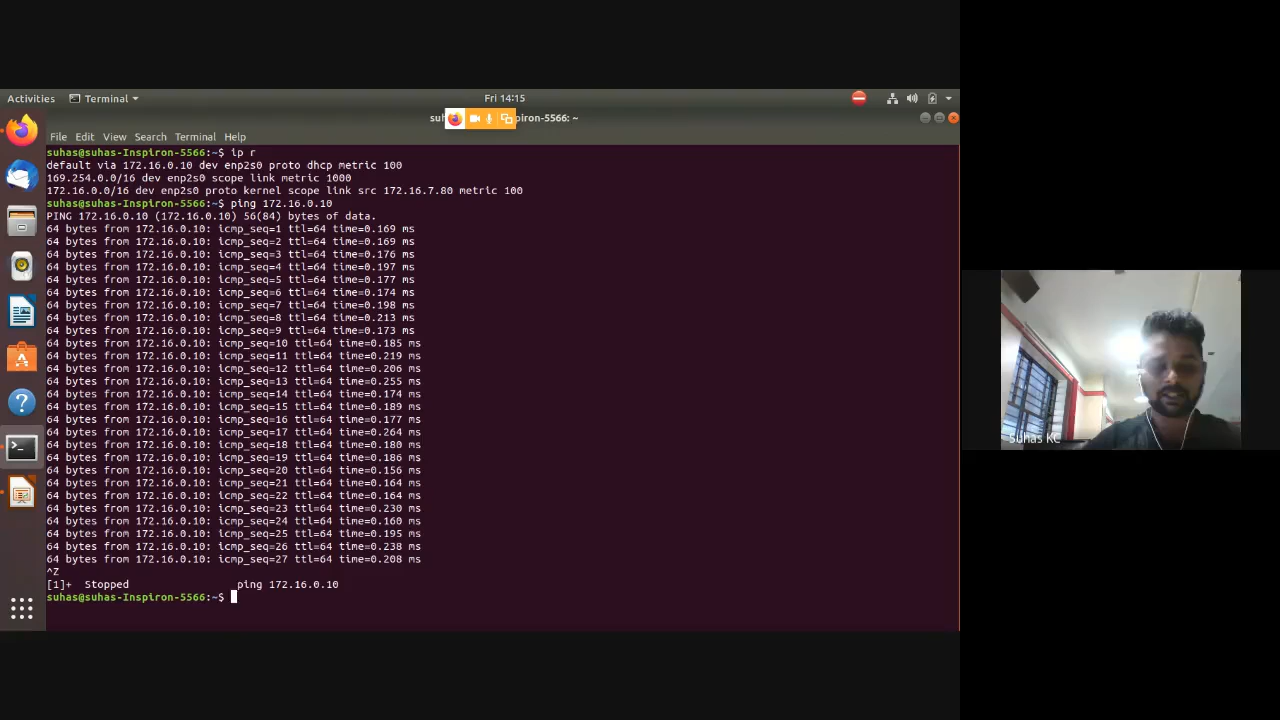 Activities
Terminal
Fri 14:15
suh
piron-5566: ~
File Edit View Search Terminal Help
suhas@suhas-Inspiron-5566:~$ ip r
default via 172.16.0.10 dev enp2s0 proto dhcp metric 100
169.254.0.0/16 dev enp2s0 scope link metric 1000
172.16.0.0/16 dev enp2s0 proto kernel scope link src 172.16.7.80 metric 100
suhas@suhas-Inspiron-5566:~$ ping 172.16.0.10
PING 172.16.0.10 (172.16.0.10) 56(84) bytes of data.
64 bytes from 172.16.0.10: icmp_seq=1 ttl=64 time=0.169 ms
64 bytes from 172.16.0.10: icmp_seq=2 ttl=64 time=0.169 ms
64 bytes from 172.16.0.10: icmp_seq=3 ttl=64 time=0.176 ms
64 bytes from 172.16.0.10: icmp_seq=4 ttl=64 time=0.197 ms
64 bytes from 172.16.0.10: icmp_seq=5 ttl=64 time=0.177 ms
64 bytes from 172.16.0.10: icmp_seq=6 ttl=64 time=0.174 ms
64 bytes from 172.16.0.10: icmp_seq=7 ttl=64 time=0.198 ms
64 bytes from 172.16.0.10: icmp_seq=8 ttl=64 time=0.213 ms
64 bytes from 172.16.0.10: icmp_seq=9 ttl=64 time=0.173 ms
64 bytes from 172.16.0.10: icmp_seq=10 ttl=64 time=0.185 ms
64 bytes from 172.16.0.10: icmp_seq=11 ttl=64 time=0.219 ms
64 bytes from 172.16.0.10: icmp_seq=12 ttl=64 time=0.206 ms
64 bytes from 172.16.0.10: icmp_seq=13 ttl=64 time=0.255 ms
64 bytes from 172.16.0.10: icmp_seq=14 ttl=64 time=0.174 ms
64 bytes from 172.16.0.10: icmp_seq=15 ttl=64 time=0.189 ms
64 bytes from 172.16.0.10: icmp_seq=16 ttl=64 time=0.177 ms
64 bytes from 172.16.0.10: icmp_seq=17 ttl=64 time=0.264 ms
64 bytes from 172.16.0.10: icmp_seq=18 ttl=64 time=0.180 ms
64 bytes from 172.16.0.10: icmp_seq=19 ttl=64 time=0.186 ms
64 bytes from 172.16.0.10: icmp_seq=20 ttl=64 time=0.156 ms
64 bytes from 172.16.0.10: icmp_seq=21 ttl=64 time=0.164 ms
64 bytes from 172.16.0.10: icmp_seq=22 ttl=64 time=0.164 ms
64 bytes from 172.16.0.10: icmp_seq=23 ttl=64 time=0.230 ms
64 bytes from 172.16.0.10: icmp_seq=24 ttl=64 time=0.160 ms
64 bytes from 172.16.0.10: icmp_seq=25 ttl=64 time=0.195 ms
64 bytes from 172.16.0.10: icmp_seq=26 ttl=64 time=0.238 ms
64 bytes from 172.16.0.10: icmp_seq=27 ttl=64 time=0.208 ms
^Z
[1]+ Stopped ping 172.16.0.10
suhas@suhas-Inspiron-5566:~$
Suhas KC